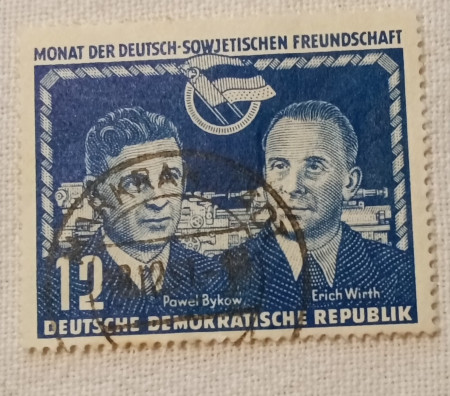 MONAT DER DEUTSCH-SOWJETISCHEN FREUNDSCHAFT
12
Pawel Bykow
Erich Wirth
DEUTSCHE DEMOKRATISCHE REPUBLIK